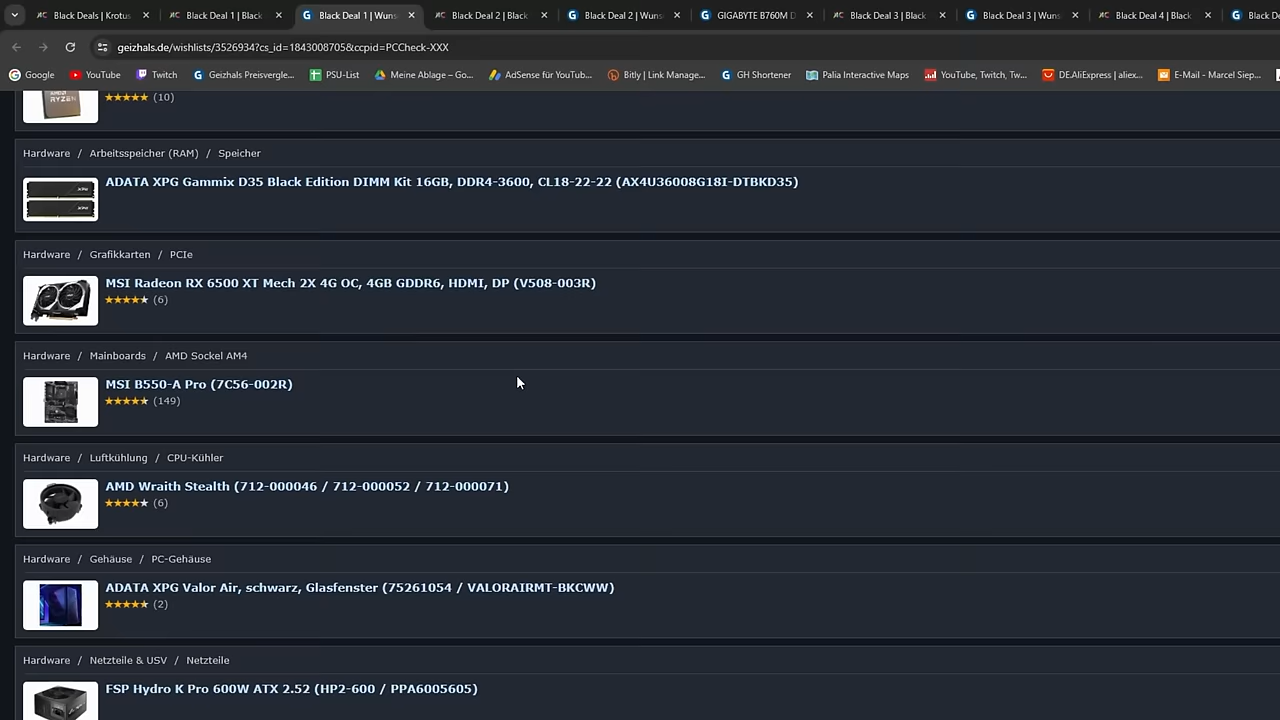 Black Deals | Krotus
Black Deal 1 | Black
Black Deal 1 | Wuns
Black Deal 2 | Black
Black Deal 2 | Wuns
GIGABYTE B760M D
Black Deal 3 | Black
Black Deal 3 | Wuns
Black Deal 4 | Black
Black De
geizhals.de/wishlists/3526934?cs_id=1843008705&ccpid=PCCheck-XXX
Google
YouTube
Twitch
Geizhals Preisvergle...
PSU-List
Meine Ablage – Go...
AdSense für YouTub...
Bitly | Link Manage...
GH Shortener
Palia Interactive Maps
YouTube, Twitch, Tw...
DE.AliExpress | aliex...
E-Mail - Marcel Siep...
RYZEN
(10)
Hardware / Arbeitsspeicher (RAM) / Speicher
ADATA XPG Gammix D35 Black Edition DIMM Kit 16GB, DDR4-3600, CL18-22-22 (AX4U36008G18I-DTBKD35)
Hardware / Grafikkarten / PCIe
MSI Radeon RX 6500 XT Mech 2X 4G OC, 4GB GDDR6, HDMI, DP (V508-003R)
(6)
Hardware / Mainboards / AMD Sockel AM4
MSI B550-A Pro (7C56-002R)
(149)
Hardware / Luftkühlung / CPU-Kühler
AMD Wraith Stealth (712-000046 / 712-000052 / 712-000071)
(6)
Hardware / Gehäuse / PC-Gehäuse
ADATA XPG Valor Air, schwarz, Glasfenster (75261054 / VALORAIRMT-BKCWW)
(2)
Hardware / Netzteile & USV / Netzteile
FSP Hydro K Pro 600W ATX 2.52 (HP2-600 / PPA6005605)